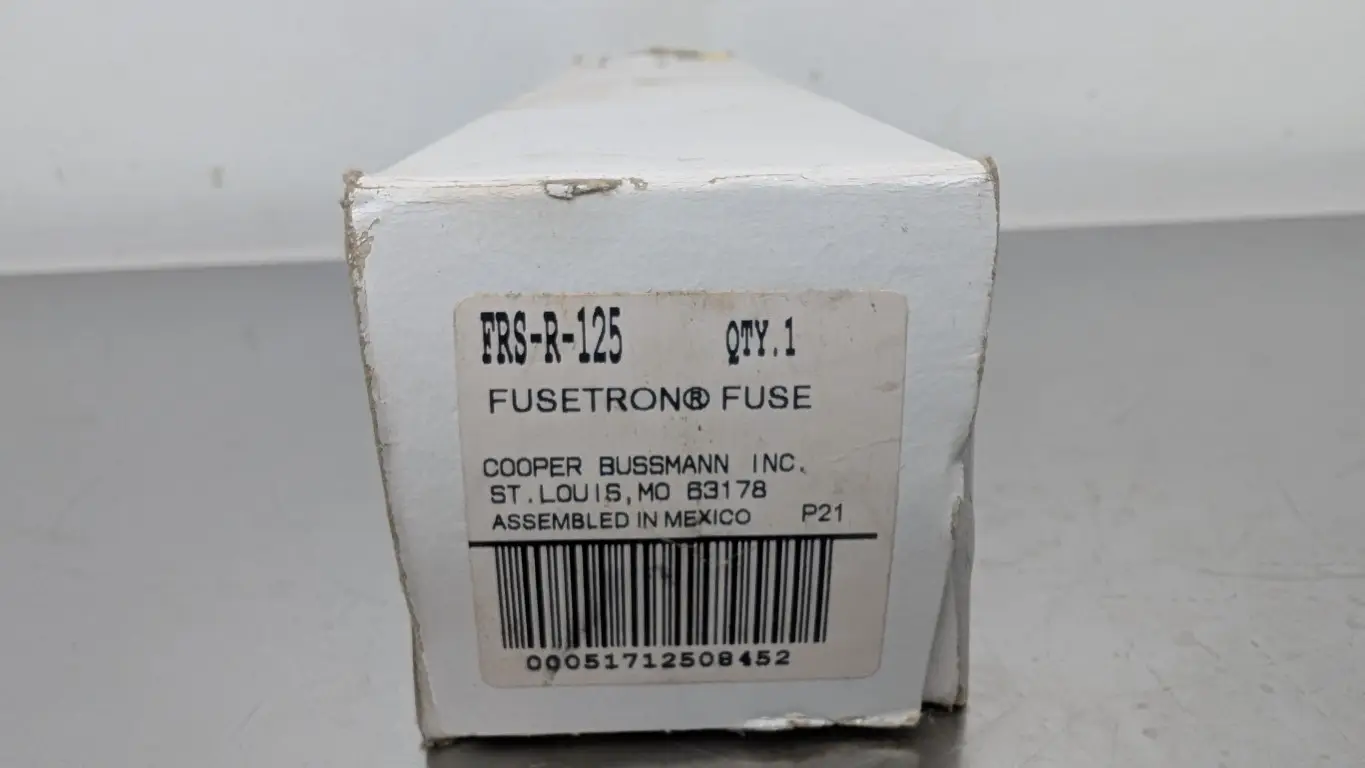 FRS-R-125 QTY.1
FUSETRON® FUSE
COOPER BUSSMANN INC.
ST.LOUIS,MO 63178
ASSEMBLED IN MEXICO P21
00051712508452